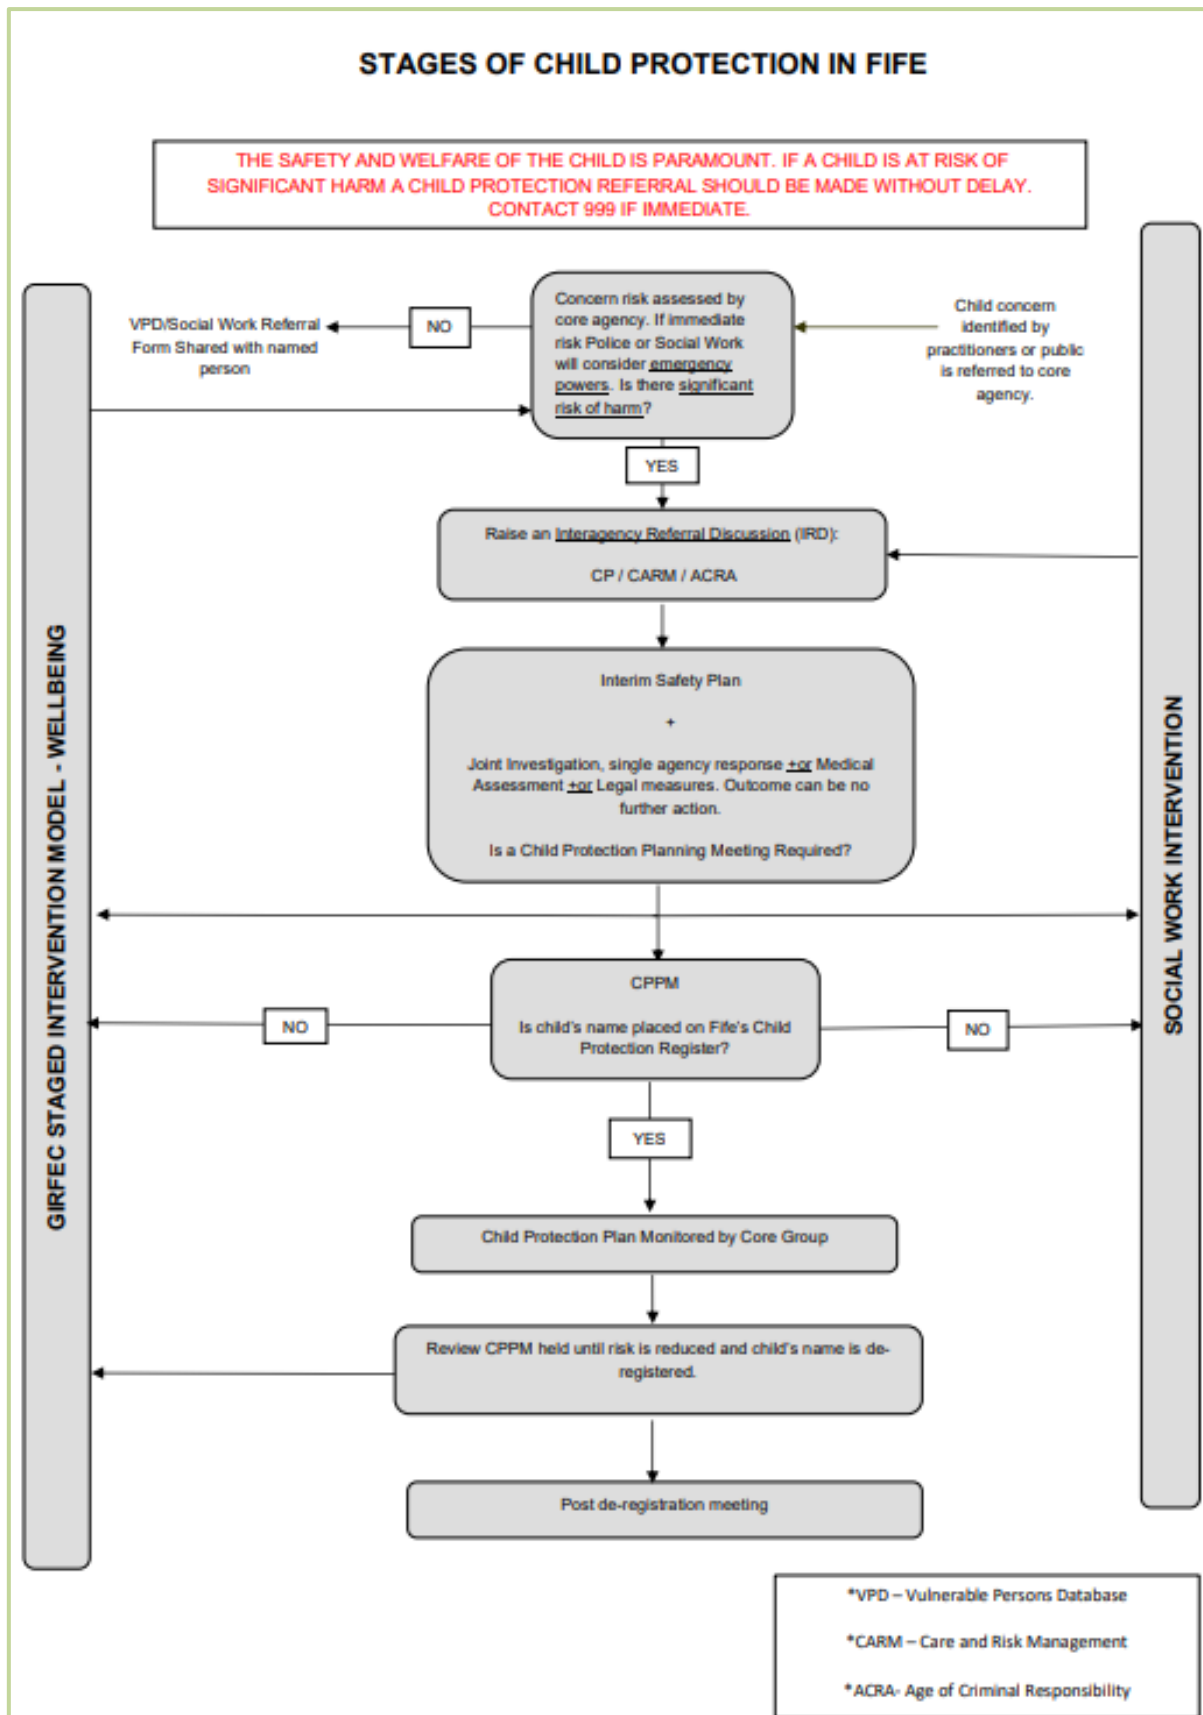 STAGES OF CHILD PROTECTION IN FIFE
THE SAFETY AND WELFARE OF THE CHILD IS PARAMOUNT. IF A CHILD IS AT RISK OF
SIGNIFICANT HARM A CHILD PROTECTION REFERRAL SHOULD BE MADE WITHOUT DELAY.
CONTACT 999 IF IMMEDIATE.
GIRFEC STAGED INTERVENTION MODEL - WELLBEING
VPD/Social Work Referral
Form Shared with named
person
NO
Concern risk assessed by
core agency. If immediate
risk Police or Social Work
will consider emergency
powers. Is there significant
risk of harm?
Child concern
identified by
practitioners or public
is referred to core
agency.
YES
Raise an Interagency Referral Discussion (IRD):
CP / CARM / ACRA
Interim Safety Plan
+
Joint Investigation, single agency response +or Medical
Assessment +or Legal measures. Outcome can be no
further action.
Is a Child Protection Planning Meeting Required?
SOCIAL WORK INTERVENTION
CPPM
Is child's name placed on Fife's Child
Protection Register?
NO
NO
YES
Child Protection Plan Monitored by Core Group
Review CPPM held until risk is reduced and child's name is de-
registered.
Post de-registration meeting
*VPD – Vulnerable Persons Database
*CARM – Care and Risk Management
*ACRA- Age of Criminal Responsibility